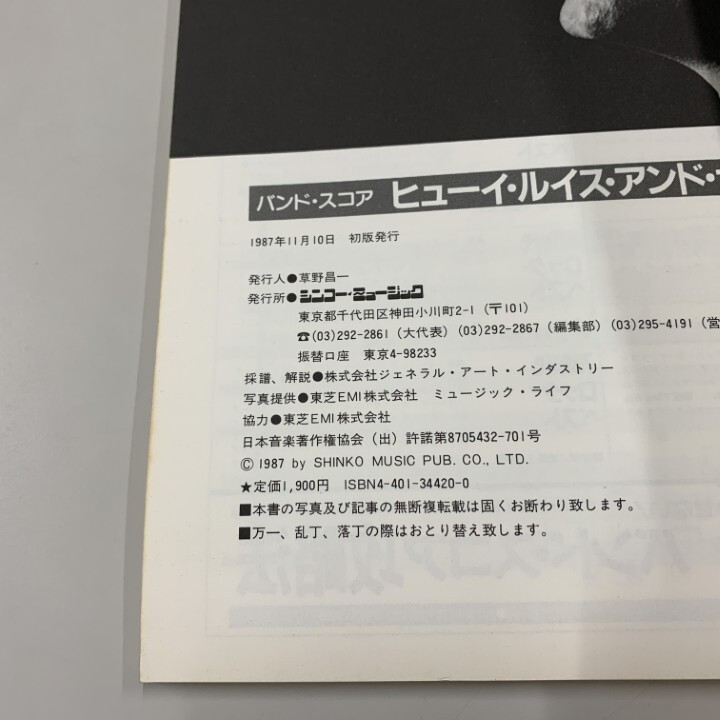 バンド・スコア ヒューイ・ルイス・アンド・
1987年11月10日 初版発行
発行人●草野昌一
発行所●シンコー・ミュージック
東京都千代田区神田小川町2-1 (〒101)
☎(03)292-2861 (大代表) (03)292-2867 (編集部) (03)295-4191 (営
振替口座 東京4-98233
採譜、解説●株式会社ジェネラル・アート・インダストリー
写真提供●東芝EMI株式会社 ミュージック・ライフ
協力●東芝EMI株式会社
日本音楽著作権協会(出)許諾第8705432-701号
© 1987 by SHINKO MUSIC PUB. CO., LTD.
★定価1,900円 ISBN4-401-34420-0
■本書の写真及び記事の無断複転載は固くお断わり致します。
■万一、乱丁、落丁の際はおとり替え致します。